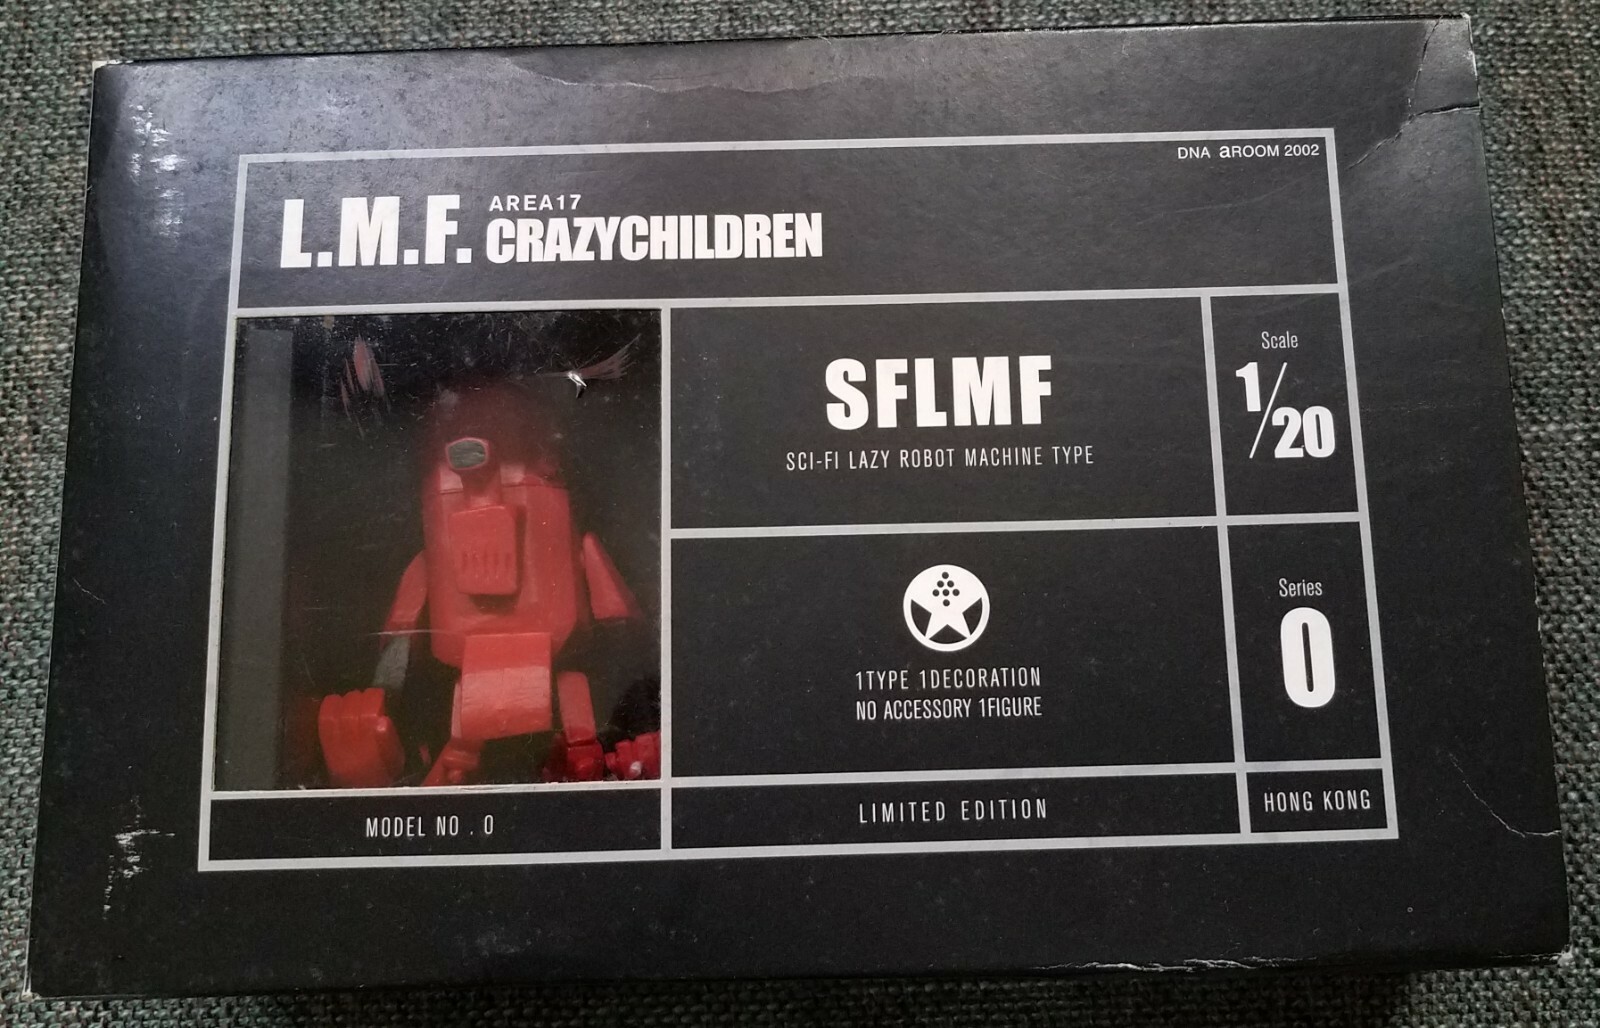 DNA aROOM 2002
L.M.F. AREA17
CRAZYCHILDREN
SFLMF
SCI-FI LAZY ROBOT MACHINE TYPE
Scale
1/20
1TYPE 1DECORATION
NO ACCESSORY 1FIGURE
Series
0
MODEL NO . 0
LIMITED EDITION
HONG KONG